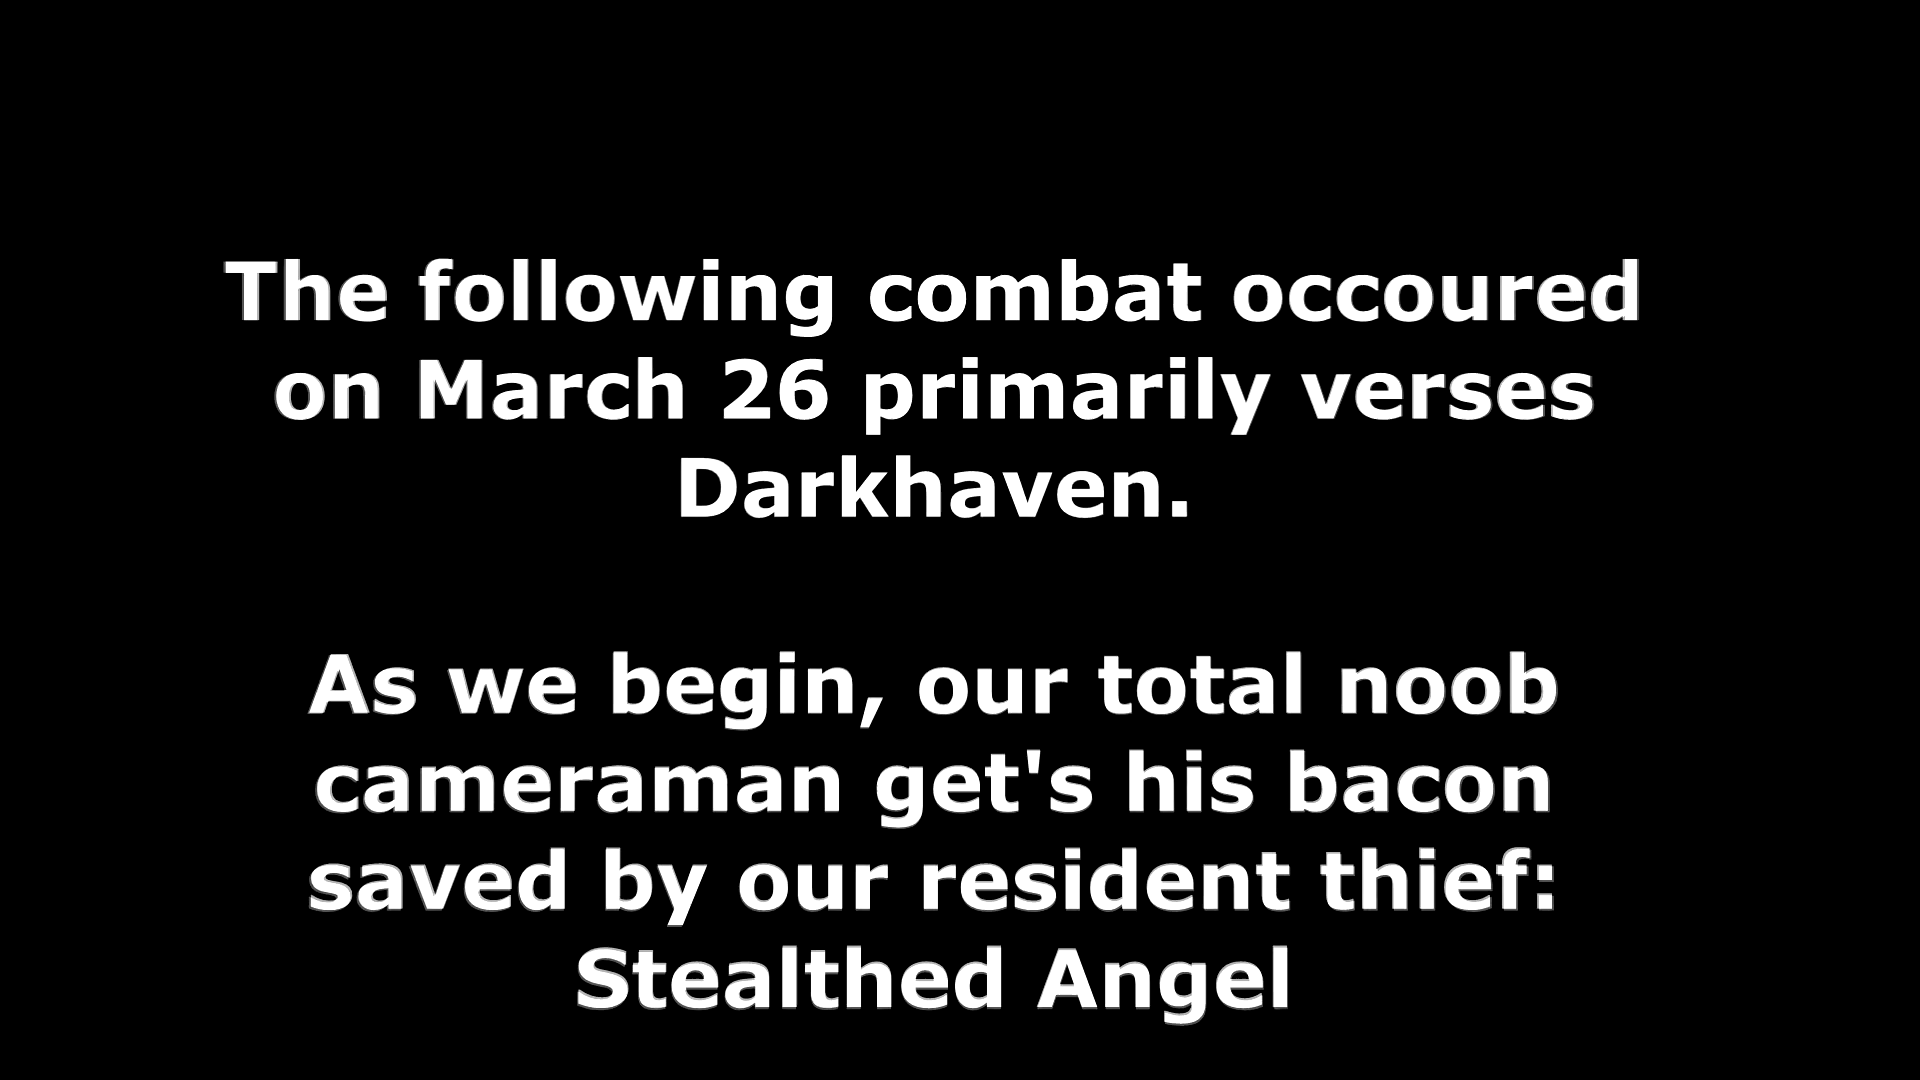 The following combat occoured
on March 26 primarily verses
Darkhaven.
As we begin, our total noob
cameraman get's his bacon
saved by our resident thief:
Stealthed Angel